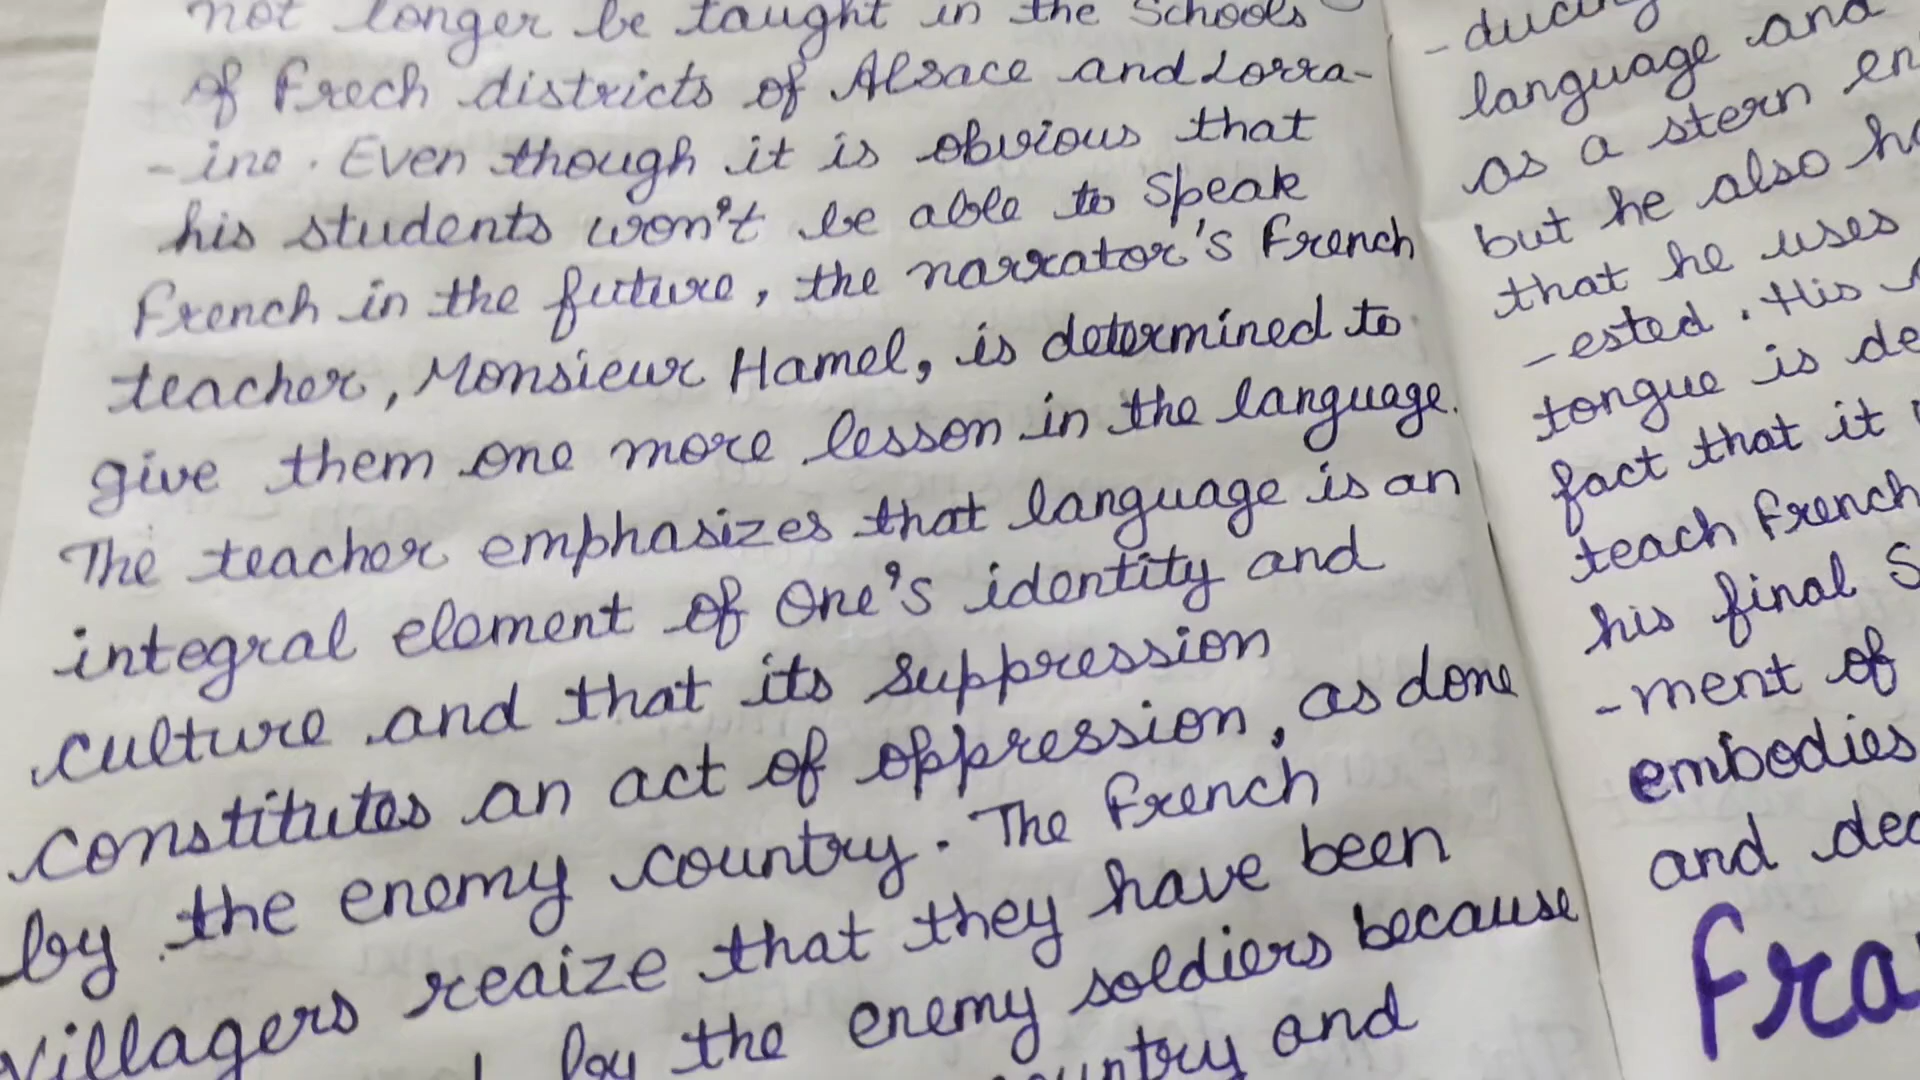 not longer be taught in the Schools
of Frech districts of Alsace and Lorra-
-ine. Even though it is obvious that
his students won't be able to speak
French in the future, the narrator's French
teacher, Monsieur Hamel, is determined to
give them one more lesson in the language.
The teacher emphasizes that language is an
integral element of One's identity and
culture and that its suppression
constitutes an act of oppression, as done
by the enemy country. The French
villagers reaize that they have been
by the enemy soldiers because
country and
-ducing
language and
as a stern en
but he also ha
that he uses
-ested. His
tongue is de
fact that it
teach French
his final S
-ment of
embodies
and dec
Fra